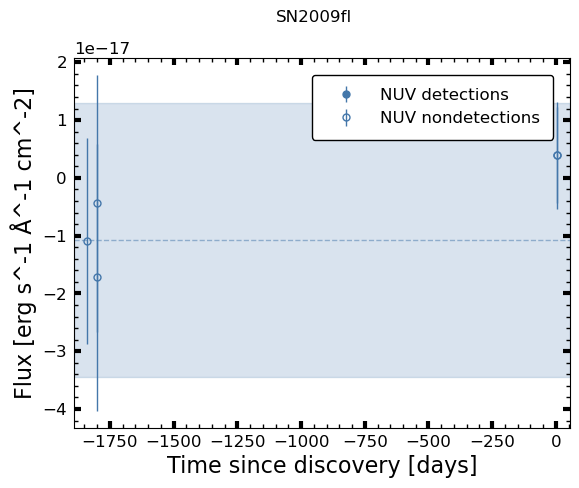 SN2009fl
1e−17
NUV detections
NUV nondetections
2
1
0
−1
−2
−3
−4
Flux [erg s^-1 Å^-1 cm^-2]
−1750 −1500 −1250 −1000 −750 −500 −250 0
Time since discovery [days]